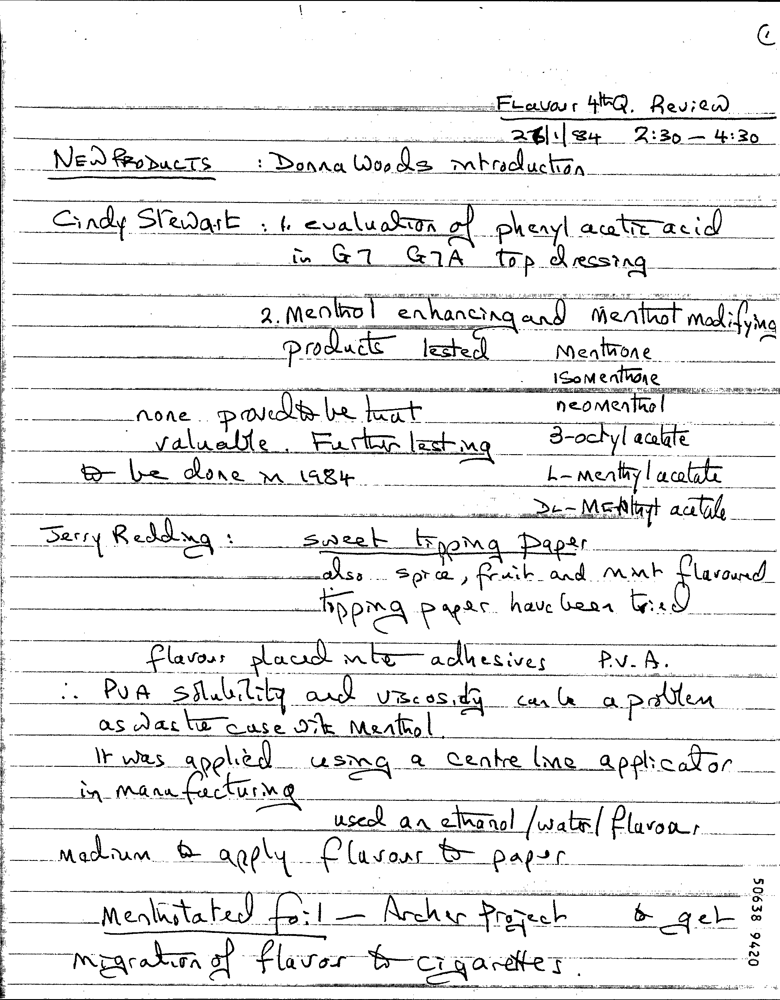 1
Flavour 4th Q. Review
26/1/84 2:30 – 4:30
NEW PRODUCTS : Donna Woods introduction
Cindy Stewart : 1. evaluation of phenyl acetic acid
in G7 G7A top dressing
2. Menthol enhancing and menthol modifying
products tested Menthone
Isomenthone
none proved to be that neomenthol
valuable. Further testing 3-octyl acetate
to be done in 1984 L-menthyl acetate
DL-Menthyl acetate
Jerry Redding : sweet tipping paper
also spice, fruit and mint flavoured
tipping paper have been tried
flavour placed into adhesives P.V.A.
∴ PVA solubility and viscosity can be a problem
as was the case with Menthol
It was applied using a centre line applicator
in manufacturing
used an ethanol/water/flavour
medium to apply flavour to paper
Mentholated foil – Archer Project to get
migration of flavor to cigarettes.
50638 9420